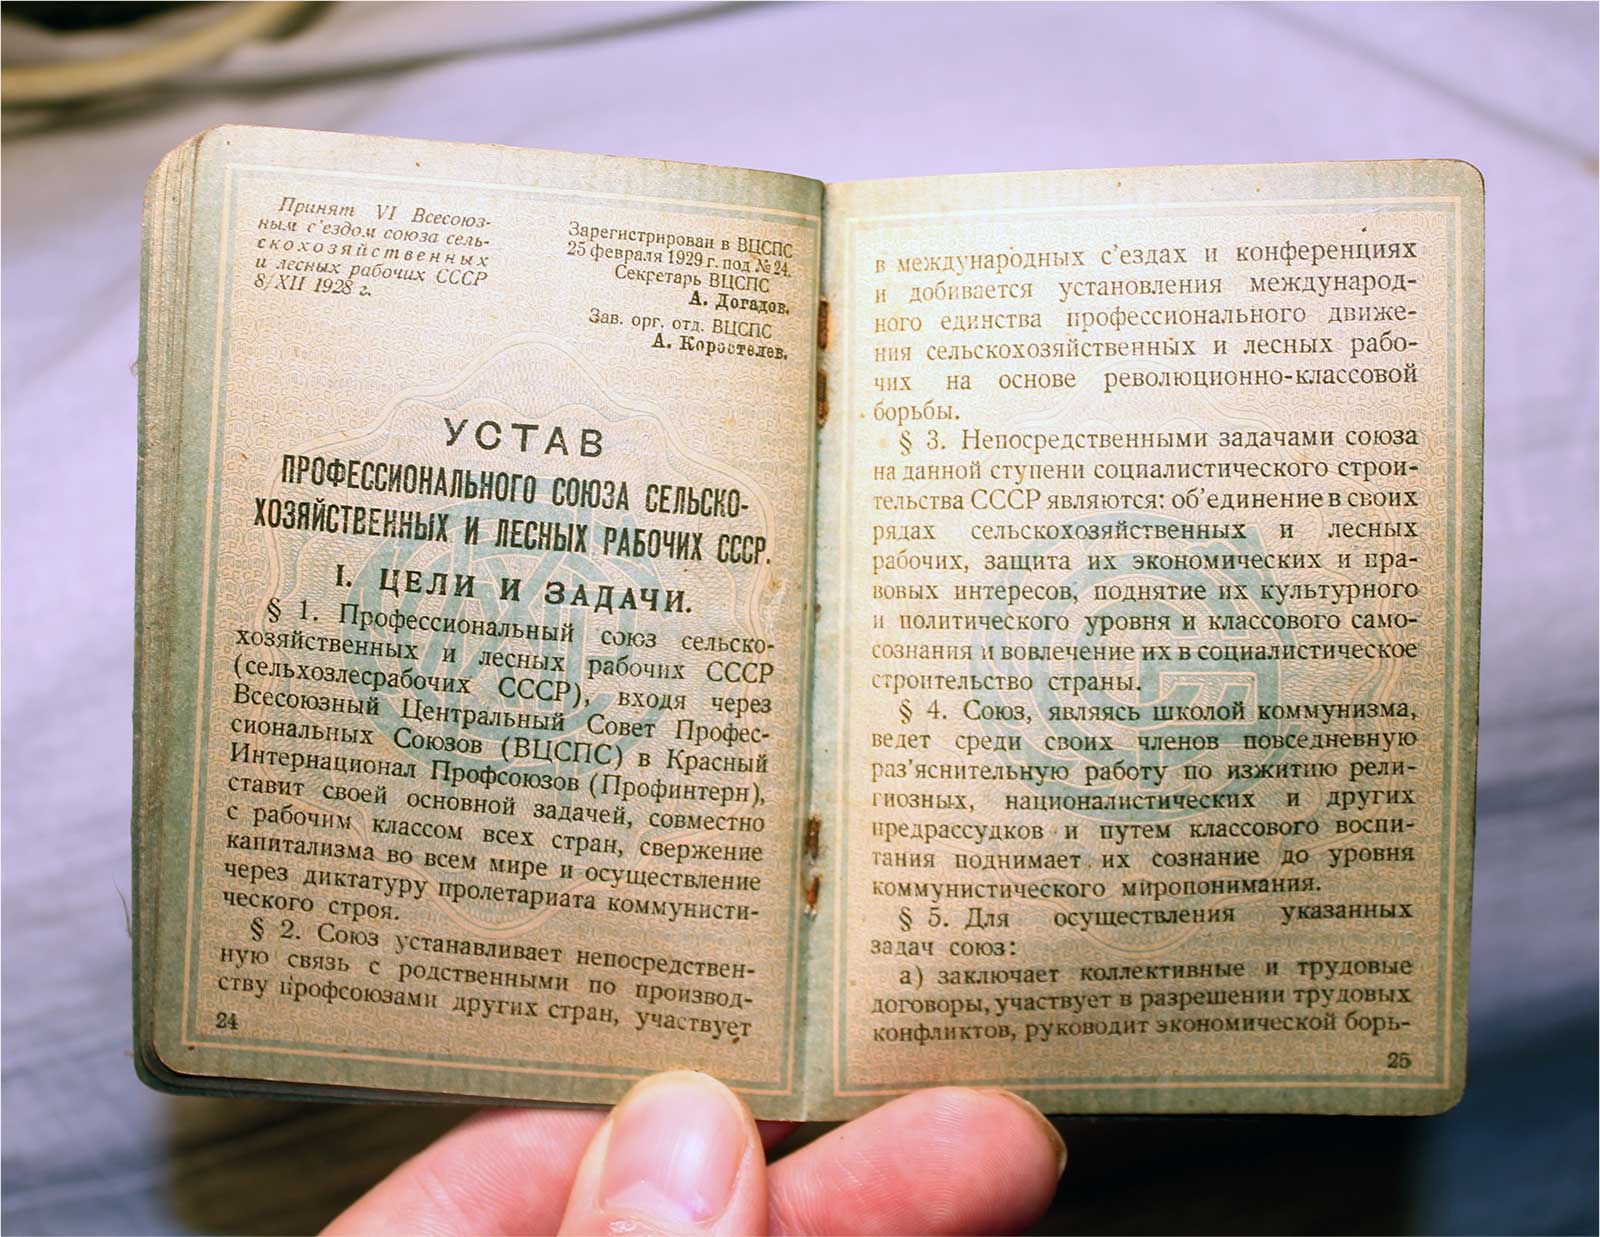 Принят VI Всесоюз-
ным с'ездом союза сель-
скохозяйственных
и лесных рабочих СССР
8/XII 1928 г.
Зарегистрирован в ВЦСПС
25 февраля 1929 г. под № 24.
Секретарь ВЦСПС
А. Догадов.
Зав. орг. отд. ВЦСПС
А. Коростелев.
УСТАВ
ПРОФЕССИОНАЛЬНОГО СОЮЗА СЕЛЬСКО-
ХОЗЯЙСТВЕННЫХ И ЛЕСНЫХ РАБОЧИХ СССР.
I. ЦЕЛИ И ЗАДАЧИ.
§ 1. Профессиональный союз сельско-
хозяйственных и лесных рабочих СССР
(сельхозлесрабочих СССР), входя через
Всесоюзный Центральный Совет Профес-
сиональных Союзов (ВЦСПС) в Красный
Интернационал Профсоюзов (Профинтерн),
ставит своей основной задачей, совместно
с рабочим классом всех стран, свержение
капитализма во всем мире и осуществление
через диктатуру пролетариата коммунисти-
ческого строя.
§ 2. Союз устанавливает непосредствен-
ную связь с родственными по производ-
ству профсоюзами других стран, участвует
24
в международных с'ездах и конференциях
и добивается установления международ-
ного единства профессионального движе-
ния сельскохозяйственных и лесных рабо-
чих на основе революционно-классовой
борьбы.
§ 3. Непосредственными задачами союза
на данной ступени социалистического строи-
тельства СССР являются: об'единение в своих
рядах сельскохозяйственных и лесных
рабочих, защита их экономических и пра-
вовых интересов, поднятие их культурного
и политического уровня и классового само-
сознания и вовлечение их в социалистическое
строительство страны.
§ 4. Союз, являясь школой коммунизма,
ведет среди своих членов повседневную
раз'яснительную работу по изжитию рели-
гиозных, националистических и других
предрассудков и путем классового воспи-
тания поднимает их сознание до уровня
коммунистического миропонимания.
§ 5. Для осуществления указанных
задач союз:
а) заключает коллективные и трудовые
договоры, участвует в разрешении трудовых
конфликтов, руководит экономической борь-
25